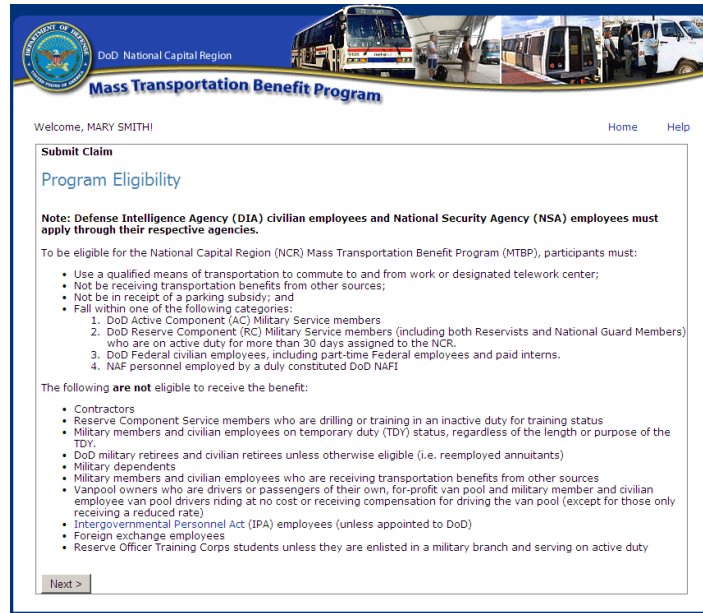 DoD National Capital Region
Mass Transportation Benefit Program
Welcome, MARY SMITH!
Home Help
Submit Claim
Program Eligibility
Note: Defense Intelligence Agency (DIA) civilian employees and National Security Agency (NSA) employees must
apply through their respective agencies.
To be eligible for the National Capital Region (NCR) Mass Transportation Benefit Program (MTBP), participants must:
• Use a qualified means of transportation to commute to and from work or designated telework center;
• Not be receiving transportation benefits from other sources;
• Not be in receipt of a parking subsidy; and
• Fall within one of the following categories:
1. DoD Active Component (AC) Military Service members
2. DoD Reserve Component (RC) Military Service members (including both Reservists and National Guard Members)
who are on active duty for more than 30 days assigned to the NCR.
3. DoD Federal civilian employees, including part-time Federal employees and paid interns.
4. NAF personnel employed by a duly constituted DoD NAFI
The following are not eligible to receive the benefit:
• Contractors
• Reserve Component Service members who are drilling or training in an inactive duty for training status
• Military members and civilian employees on temporary duty (TDY) status, regardless of the length or purpose of the
TDY.
• DoD military retirees and civilian retirees unless otherwise eligible (i.e. reemployed annuitants)
• Military dependents
• Military members and civilian employees who are receiving transportation benefits from other sources
• Vanpool owners who are drivers or passengers of their own, for-profit van pool and military member and civilian
employee van pool drivers riding at no cost or receiving compensation for driving the van pool (except for those only
receiving a reduced rate)
• Intergovernmental Personnel Act (IPA) employees (unless appointed to DoD)
• Foreign exchange employees
• Reserve Officer Training Corps students unless they are enlisted in a military branch and serving on active duty
Next >